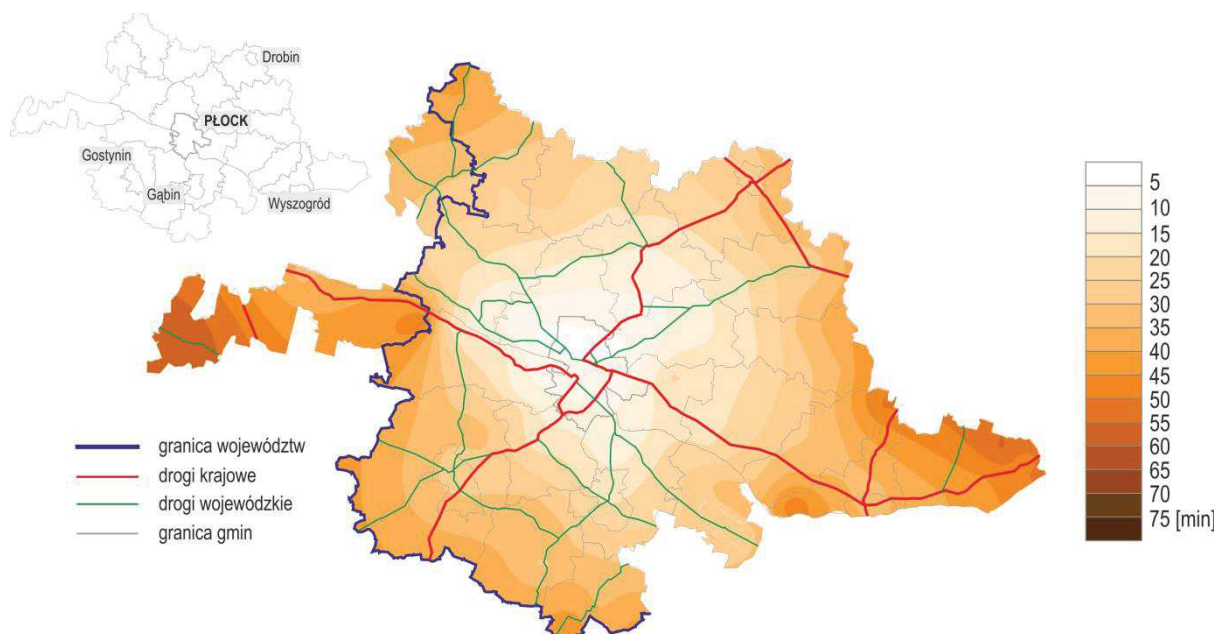 Drobin
PŁOCK
Gostynin
Gąbin
Wyszogród
5
10
15
20
25
30
35
40
45
50
55
60
65
70
75 [min]
granica województw
drogi krajowe
drogi wojewódzkie
granica gmin